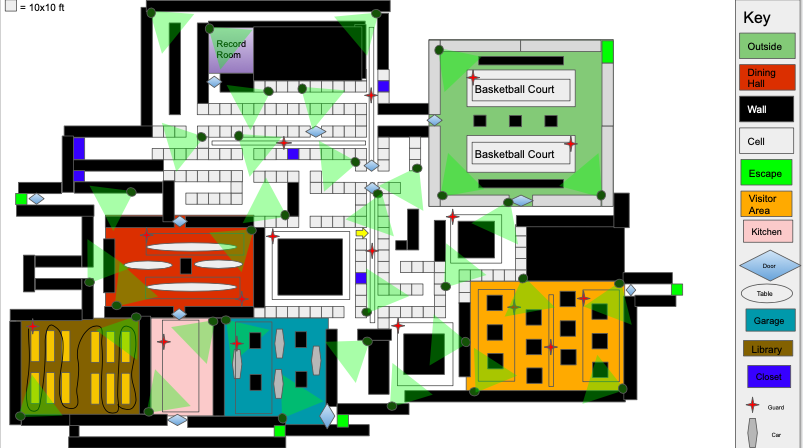 = 10x10 ft
Record
Room
Basketball Court
Basketball Court
Key
Outside
Dining
Hall
Wall
Cell
Escape
Visitor
Area
Kitchen
Door
Table
Garage
Library
Closet
Guard
Car